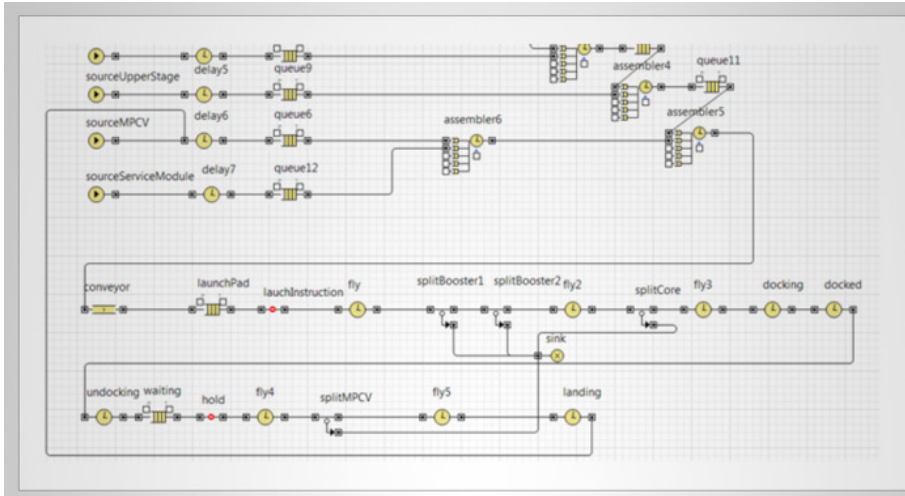 delay5
queue9
assembler4
queue11
sourceUpperStage
assembler5
sourceMPCV
delay6
queue6
assembler6
sourceServiceModule
delay7
queue12
conveyor
launchPad
lauchInstruction
fly
splitBooster1
splitBooster2
fly2
splitCore
fly3
docking
docked
sink
undocking
waiting
hold
fly4
splitMPCV
fly5
landing